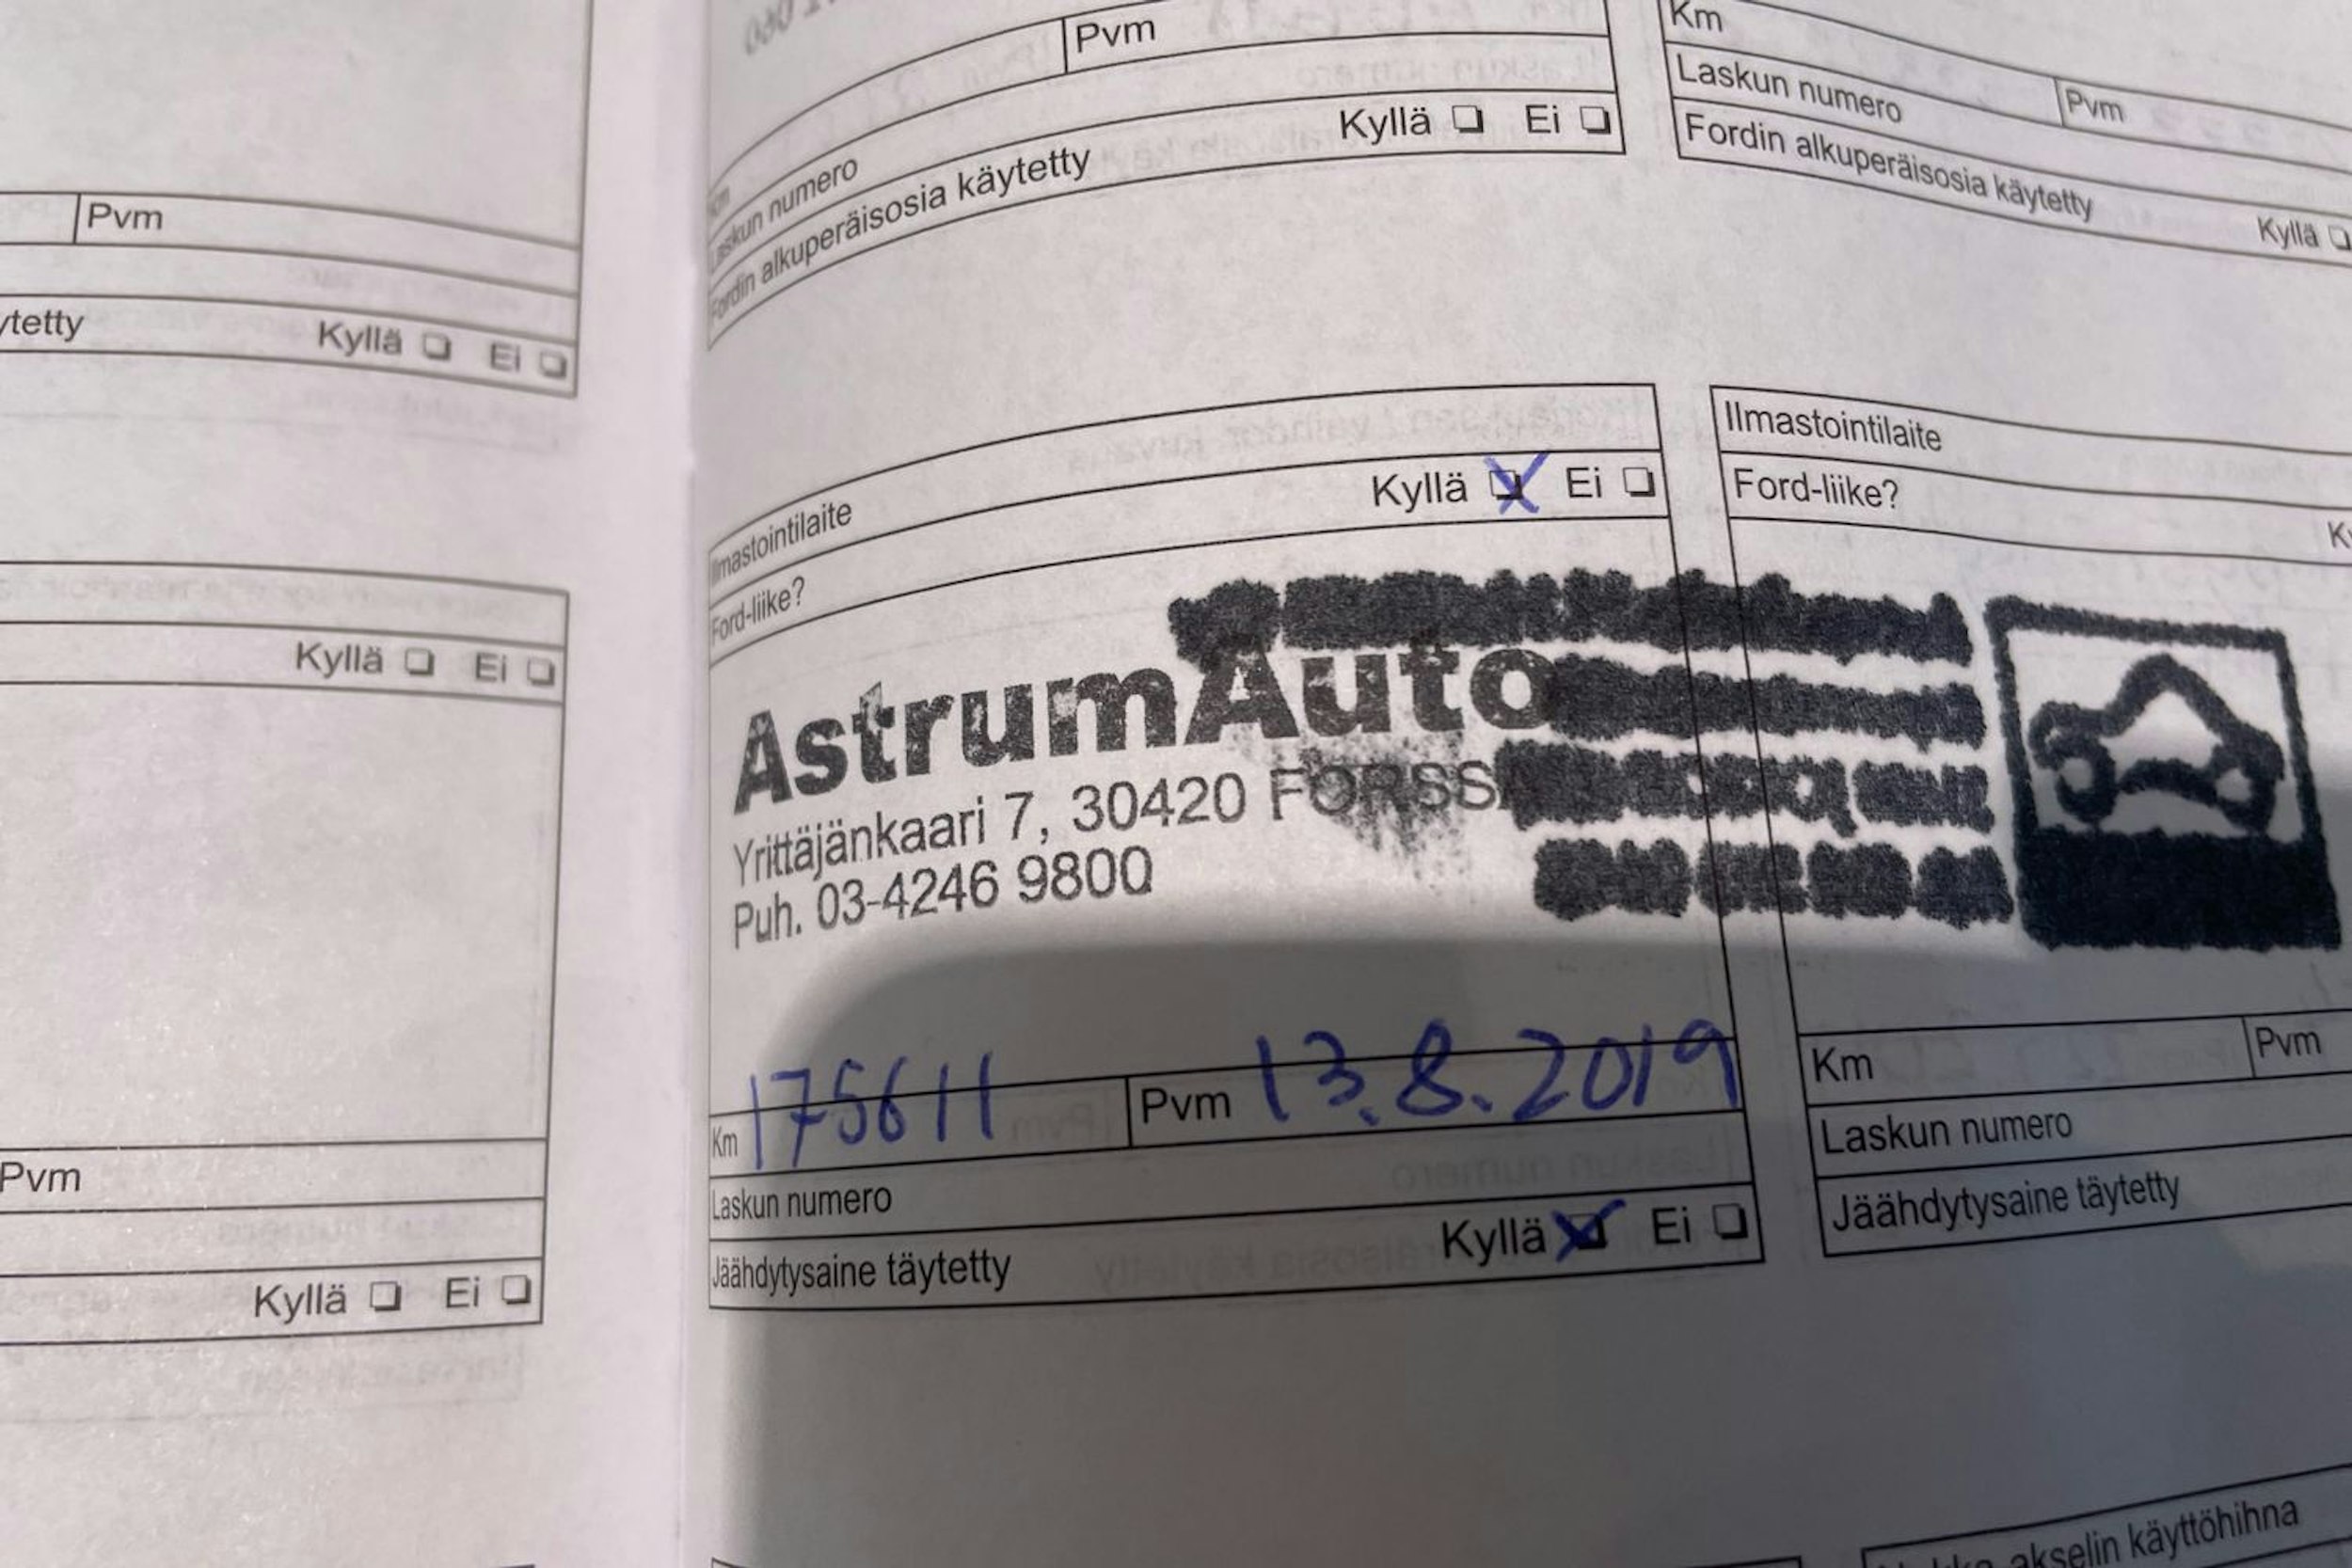 Pvm
ytetty Kyllä Ei
Kyllä Ei
Pvm
Kyllä Ei
Pvm
Laskun numero
Fordin alkuperäisosia käytetty Kyllä Ei
Ilmastointilaite
Ford-liike? Kyllä Ei
AstrumAuto
Yrittäjänkaari 7, 30420 FORSSA
Puh. 03-4246 9800
Km 175611 Pvm 13.8.2019
Laskun numero
Jäähdytysaine täytetty Kyllä Ei
Km
Laskun numero Pvm
Fordin alkuperäisosia käytetty
Kyllä
Ilmastointilaite
Ford-liike?
Km Pvm
Laskun numero
Jäähdytysaine täytetty
akselin käyttöhihna